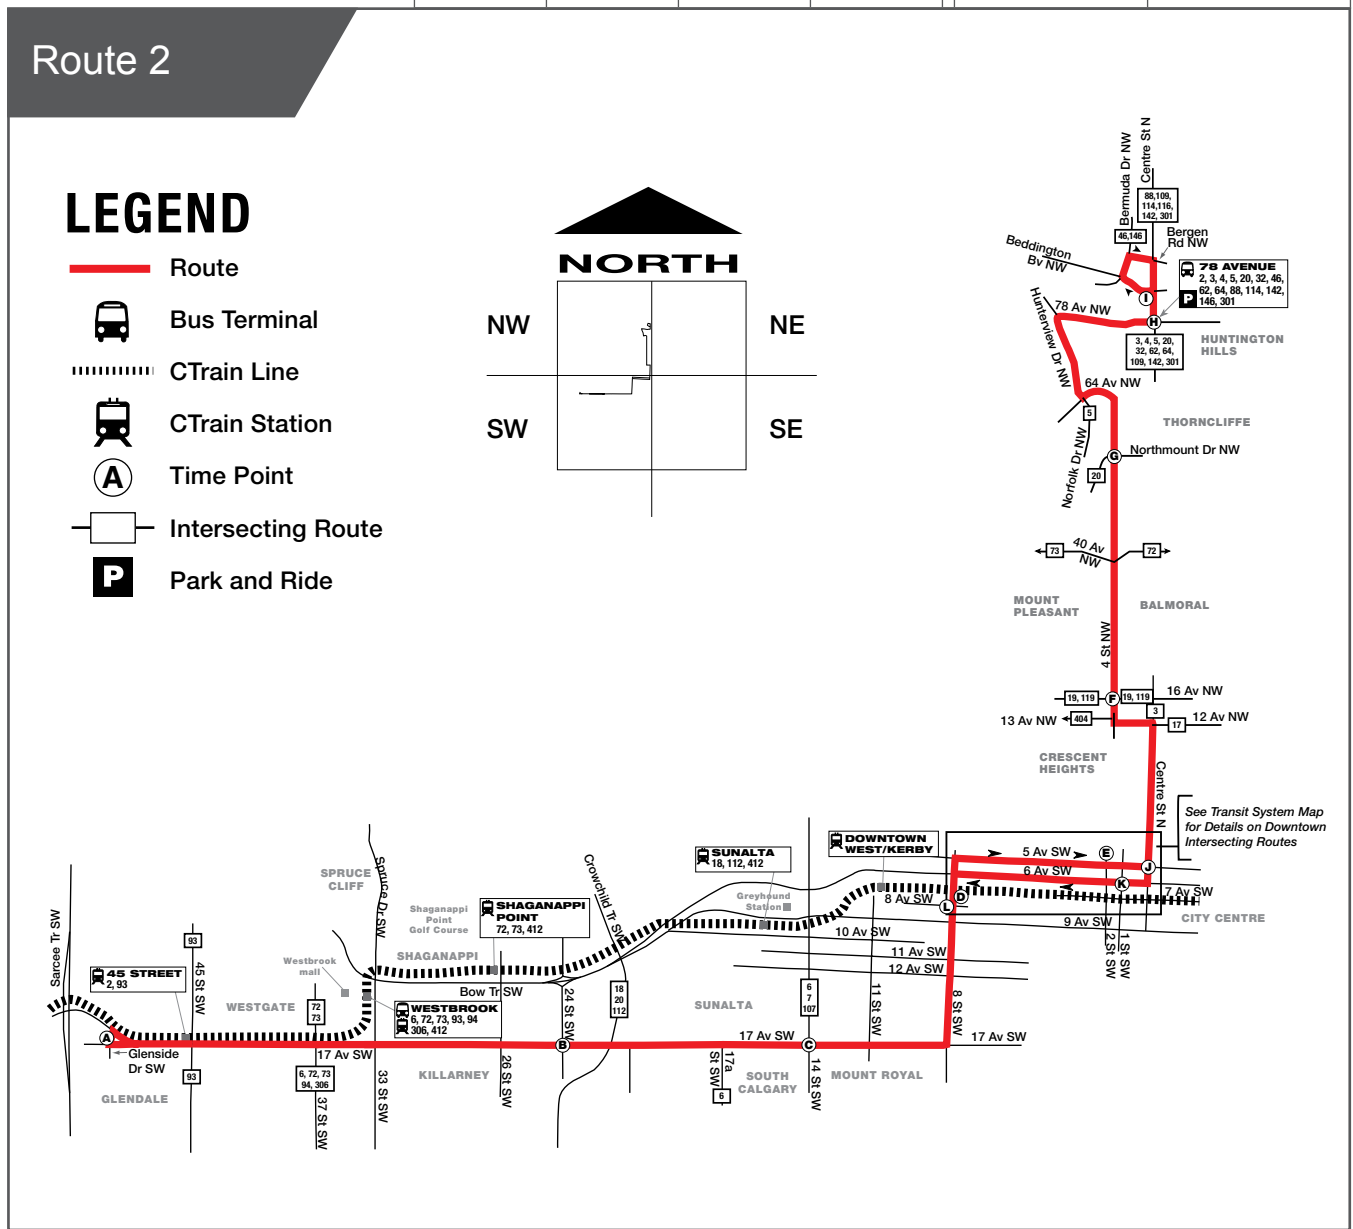 Route 2
LEGEND
Route
Bus Terminal
CTrain Line
CTrain Station
A
Time Point
Intersecting Route
P
Park and Ride
NORTH
NW
NE
SW
SE
Bermuda Dr NW
Centre St N
88,109,
114,116,
142, 301
46,146
Bergen
Rd NW
Beddington
Bv NW
78 AVENUE
2, 3, 4, 5, 20, 32, 46,
62, 64, 88, 114, 142,
146, 301
P
I
Hunterview Dr NW
78 Av NW
H
3, 4, 5, 20,
32, 62, 64,
109, 142, 301
HUNTINGTON
HILLS
64 Av NW
5
THORNCLIFFE
Norfolk Dr NW
G
Northmount Dr NW
20
73
40 Av
NW
72
MOUNT
PLEASANT
BALMORAL
4 St NW
19, 119
F
19, 119
16 Av NW
3
13 Av NW
404
17
12 Av NW
CRESCENT
HEIGHTS
Centre St N
See Transit System Map
for Details on Downtown
Intersecting Routes
DOWNTOWN
WEST/KERBY
SUNALTA
18, 112, 412
5 Av SW
E
J
6 Av SW
K
7 Av SW
8 Av SW
L
D
9 Av SW
CITY CENTRE
2 St SW
1 St SW
Greyhound
Station
10 Av SW
11 Av SW
12 Av SW
SPRUCE
CLIFF
Spruce Dr SW
Crowchild Tr SW
Shaganappi
Point
Golf Course
SHAGANAPPI
POINT
72, 73, 412
SHAGANAPPI
Sarcee Tr SW
93
45 St SW
45 STREET
2, 93
Westbrook
mall
WESTGATE
72
73
Bow Tr SW
WESTBROOK
6, 72, 73, 93, 94
306, 412
24 St SW
18
20
112
SUNALTA
6
7
107
11 St SW
8 St SW
A
Glenside
Dr SW
17 Av SW
B
17 Av SW
C
17 Av SW
93
GLENDALE
6, 72, 73
94, 306
37 St SW
33 St SW
KILLARNEY
26 St SW
17a
St SW
6
SOUTH
CALGARY
14 St SW
MOUNT ROYAL